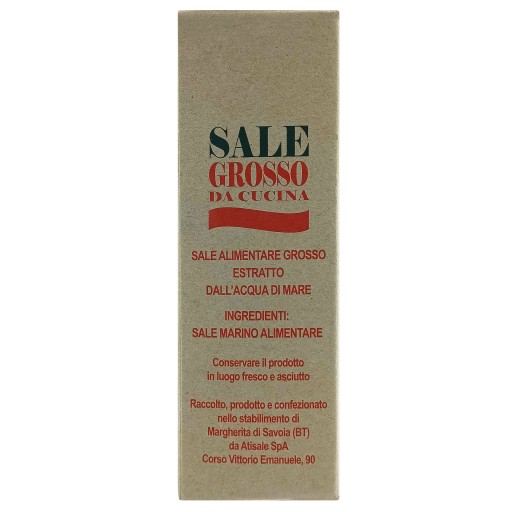 SALE
GROSSO
DA CUCINA
SALE ALIMENTARE GROSSO
ESTRATTO
DALL'ACQUA DI MARE
INGREDIENTI:
SALE MARINO ALIMENTARE
Conservare il prodotto
in luogo fresco e asciutto
Raccolto, prodotto e confezionato
nello stabilimento di
Margherita di Savoia (BT)
da Atisale SpA
Corso Vittorio Emanuele, 90